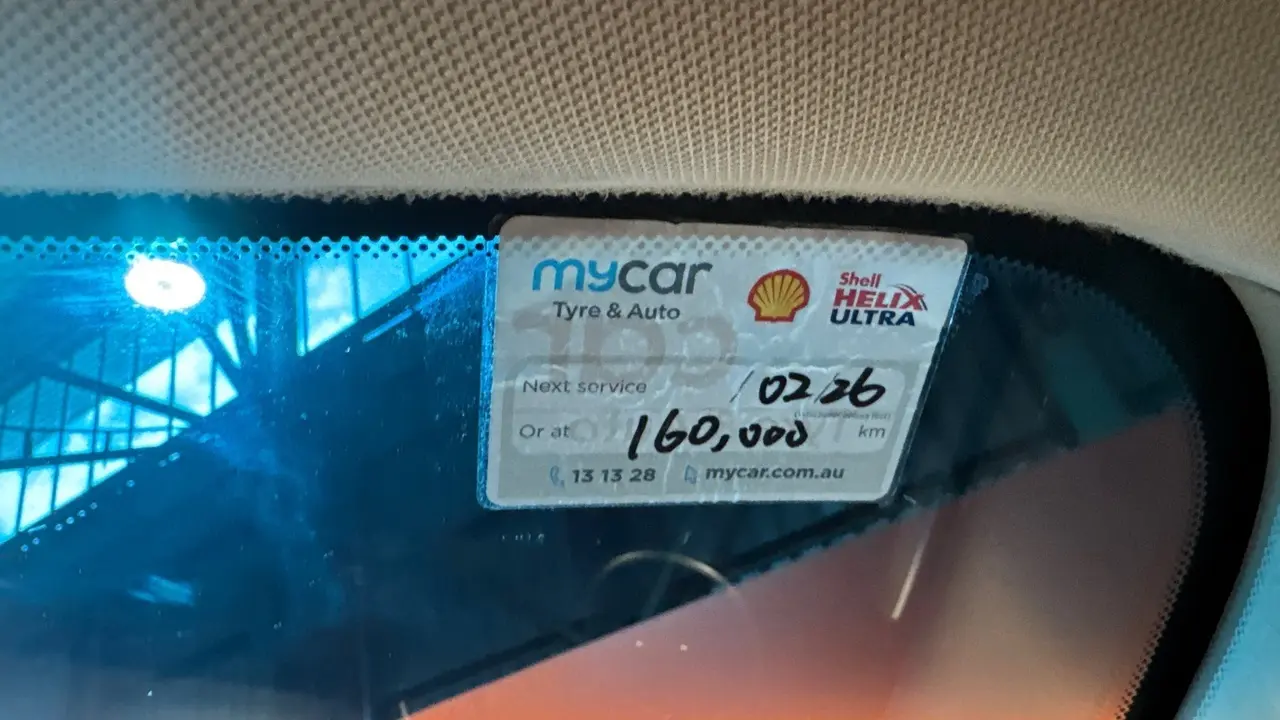 mycar
Tyre & Auto
Shell
HELIX
ULTRA
Next service /02/26
Or at 160,000 km
13 13 28 mycar.com.au